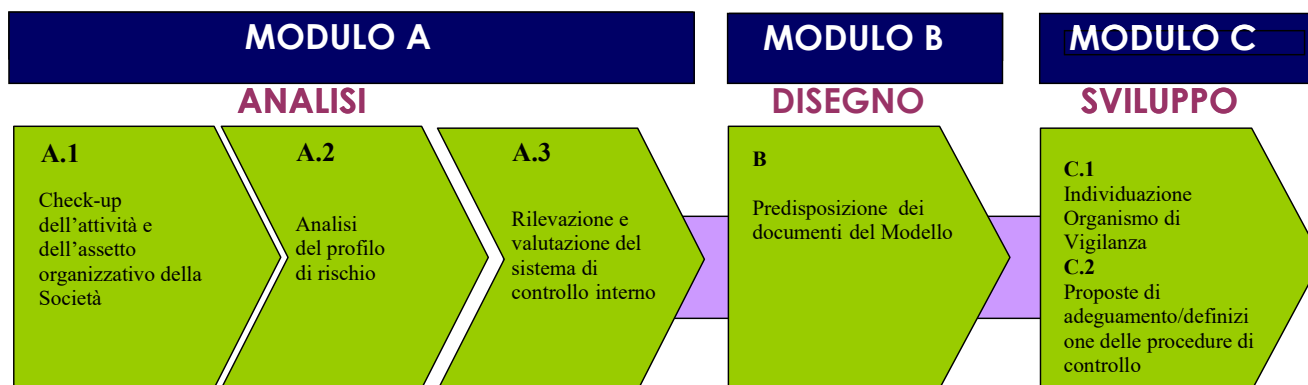 MODULO A
ANALISI
A.1
Check-up
dell'attività e
dell'assetto
organizzativo della
Società
A.2
Analisi
del profilo
di rischio
A.3
Rilevazione e
valutazione del
sistema di
controllo interno
MODULO B
DISEGNO
B
Predisposizione dei
documenti del Modello
MODULO C
SVILUPPO
C.1
Individuazione
Organismo di
Vigilanza
C.2
Proposte di
adeguamento/definizi
one delle procedure di
controllo